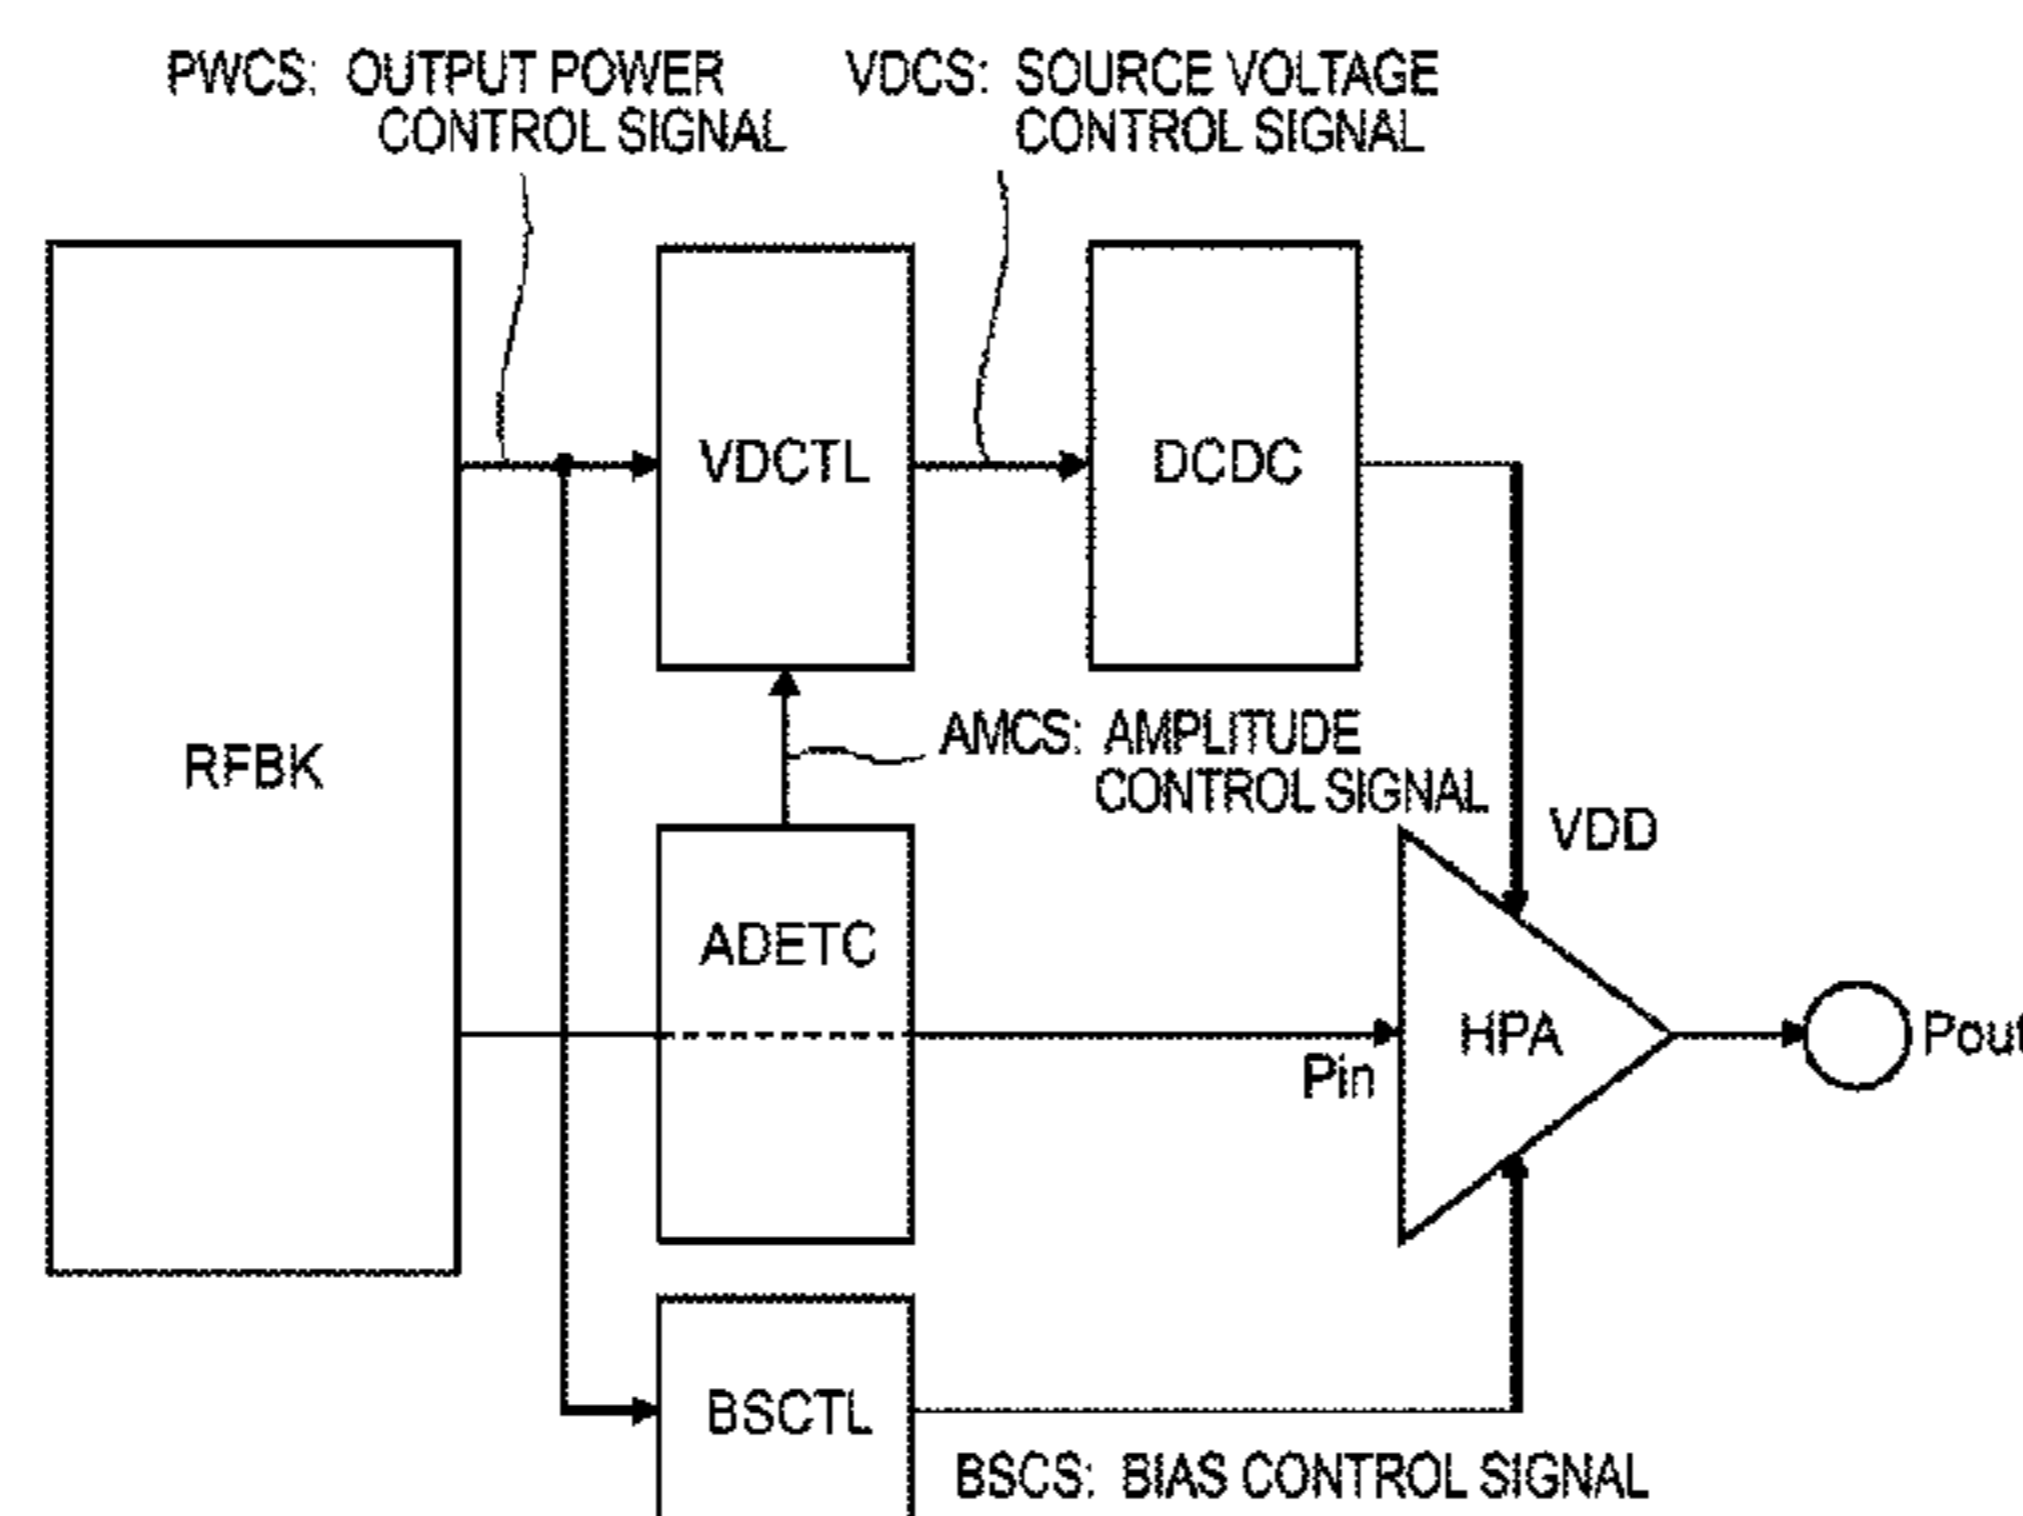 PWCS: OUTPUT POWER
CONTROL SIGNAL
VDCS: SOURCE VOLTAGE
CONTROL SIGNAL
VDCTL
DCDC
RFBK
AMCS: AMPLITUDE
CONTROL SIGNAL
VDD
ADETC
HPA
Pin
Pout
BSCTL
BSCS: BIAS CONTROL SIGNAL